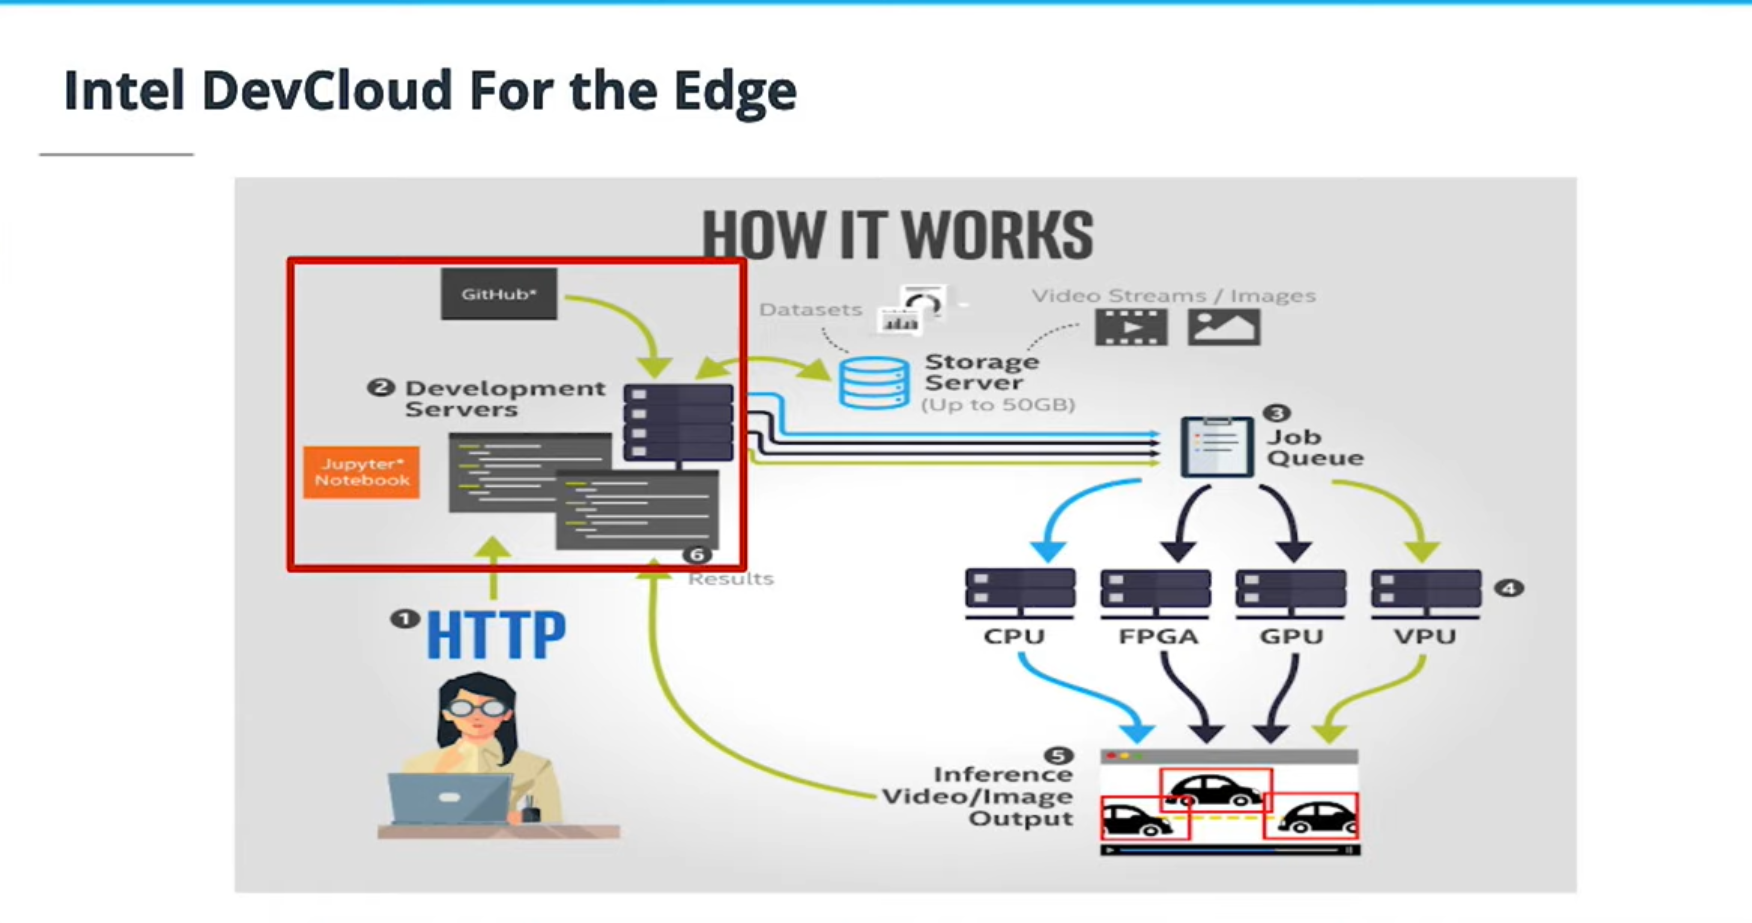 Intel DevCloud For the Edge
HOW IT WORKS
GitHub*
Datasets
Video Streams / Images
Storage
Server
(Up to 50GB)
2 Development
Servers
Jupyter*
Notebook
3
Job
Queue
6
Results
1 HTTP
CPU
FPGA
GPU
VPU
4
5
Inference
Video/Image
Output